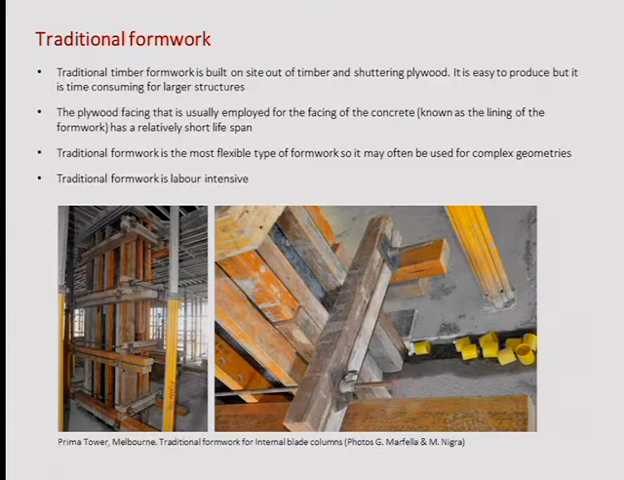 Traditional formwork
• Traditional timber formwork is built on site out of timber and shuttering plywood. It is easy to produce but it
is time consuming for larger structures
• The plywood facing that is usually employed for the facing of the concrete (known as the lining of the
formwork) has a relatively short life span
• Traditional formwork is the most flexible type of formwork so it may often be used for complex geometries
• Traditional formwork is labour intensive
Prima Tower, Melbourne. Traditional formwork for internal blade columns (Photos G. Marfella & M. Nigra)